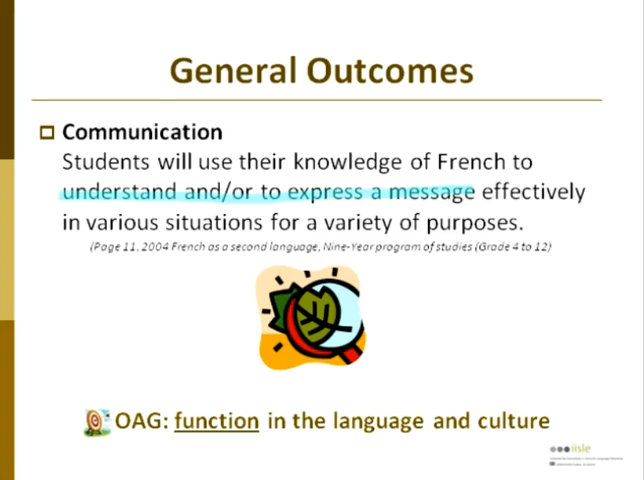 General Outcomes
Communication
Students will use their knowledge of French to
understand and/or to express a message effectively
in various situations for a variety of purposes.
(Page 11, 2004 French as a second language, Nine-Year program of studies (Grade 4 to 12)
OAG: function in the language and culture
iisle